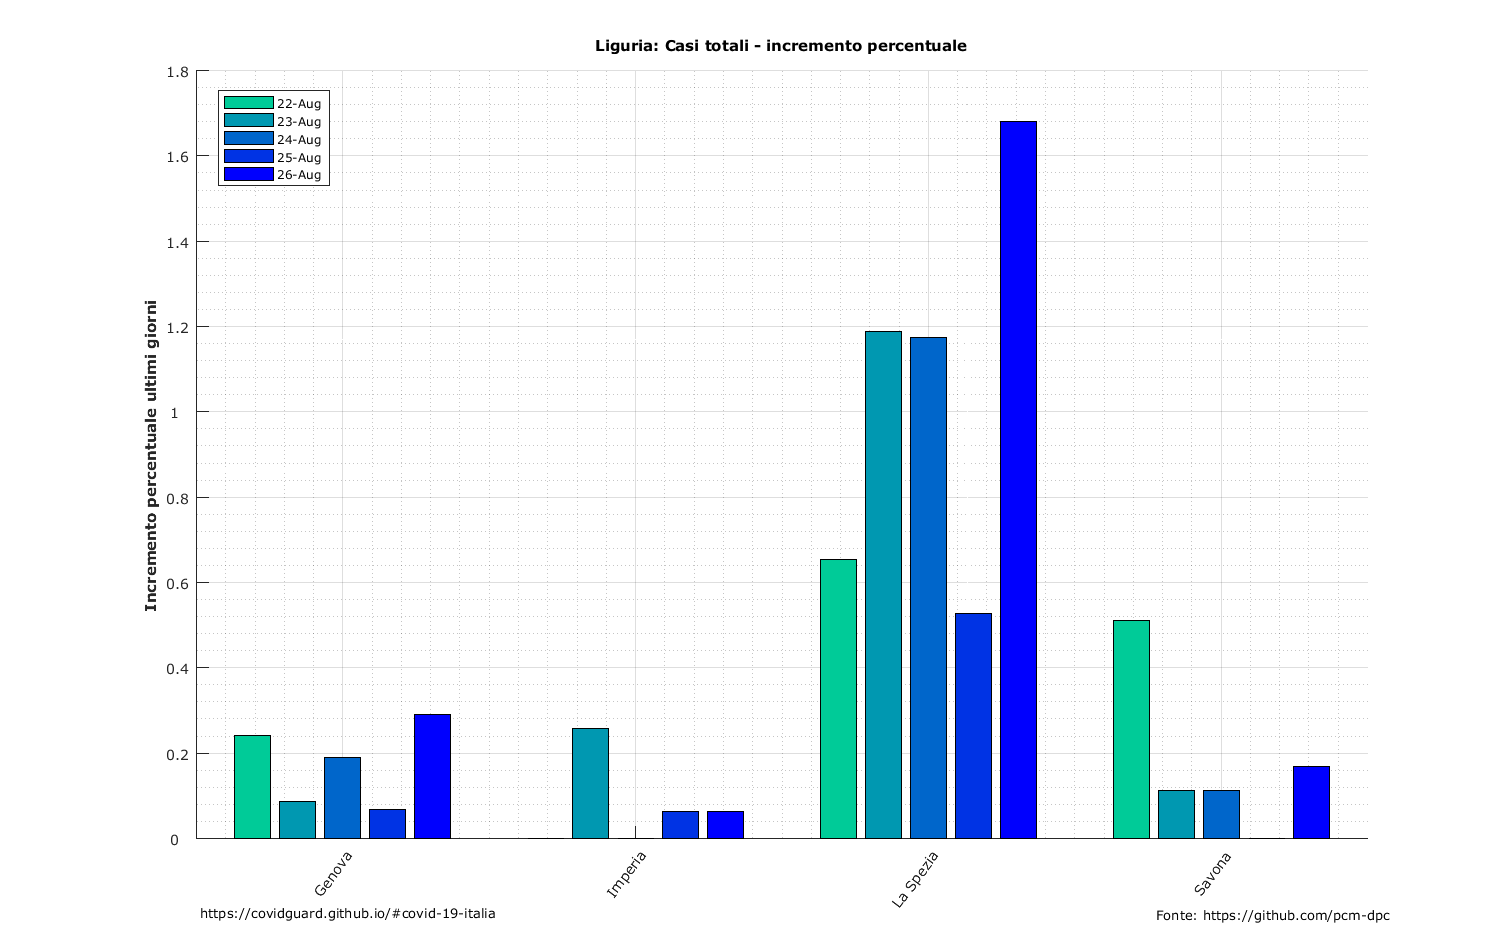 Liguria: Casi totali - incremento percentuale
Incremento percentuale ultimi giorni
1.8
1.6
1.4
1.2
1
0.8
0.6
0.4
0.2
0
22-Aug
23-Aug
24-Aug
25-Aug
26-Aug
Genova
Imperia
La Spezia
Savona
https://covidguard.github.io/#covid-19-italia
Fonte: https://github.com/pcm-dpc